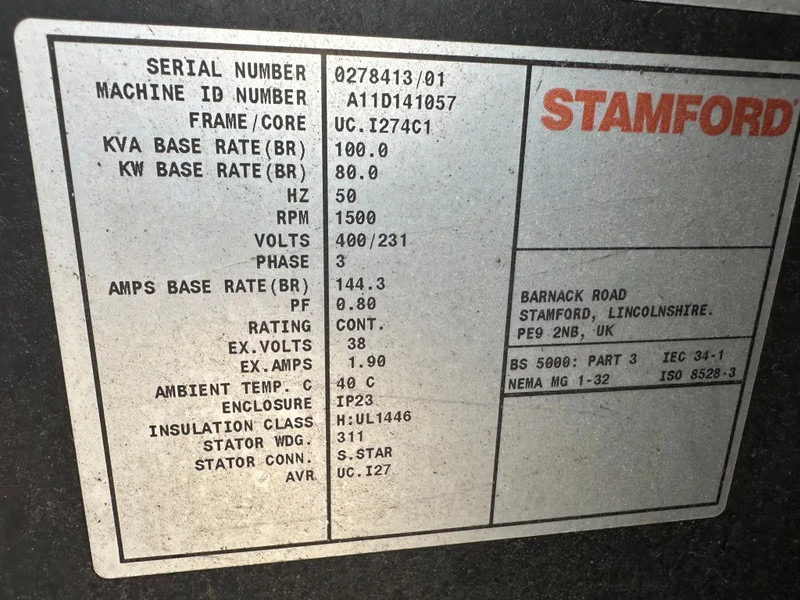 SERIAL NUMBER 0278413/01
MACHINE ID NUMBER A11D141057
FRAME/CORE UC.I274C1
KVA BASE RATE(BR) 100.0
KW BASE RATE(BR) 80.0
HZ 50
RPM 1500
VOLTS 400/231
PHASE 3
AMPS BASE RATE(BR) 144.3
PF 0.80
RATING CONT.
EX.VOLTS 38
EX.AMPS 1.90
AMBIENT TEMP. C 40 C
ENCLOSURE IP23
INSULATION CLASS H:UL1446
STATOR WDG. 311
STATOR CONN. S.STAR
AVR UC.I27
STAMFORD
BARNACK ROAD
STAMFORD, LINCOLNSHIRE.
PE9 2NB, UK
BS 5000: PART 3 IEC 34-1
NEMA MG 1-32 ISO 8528-3